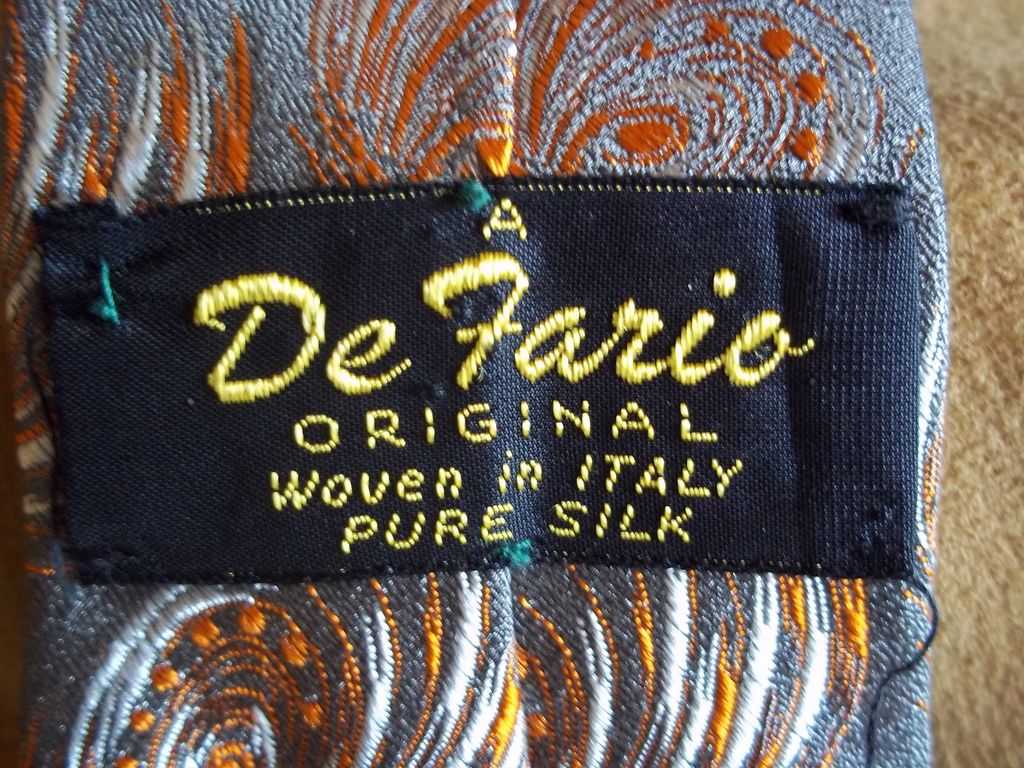 A
De Fario
ORIGINAL
Woven in ITALY
PURE SILK